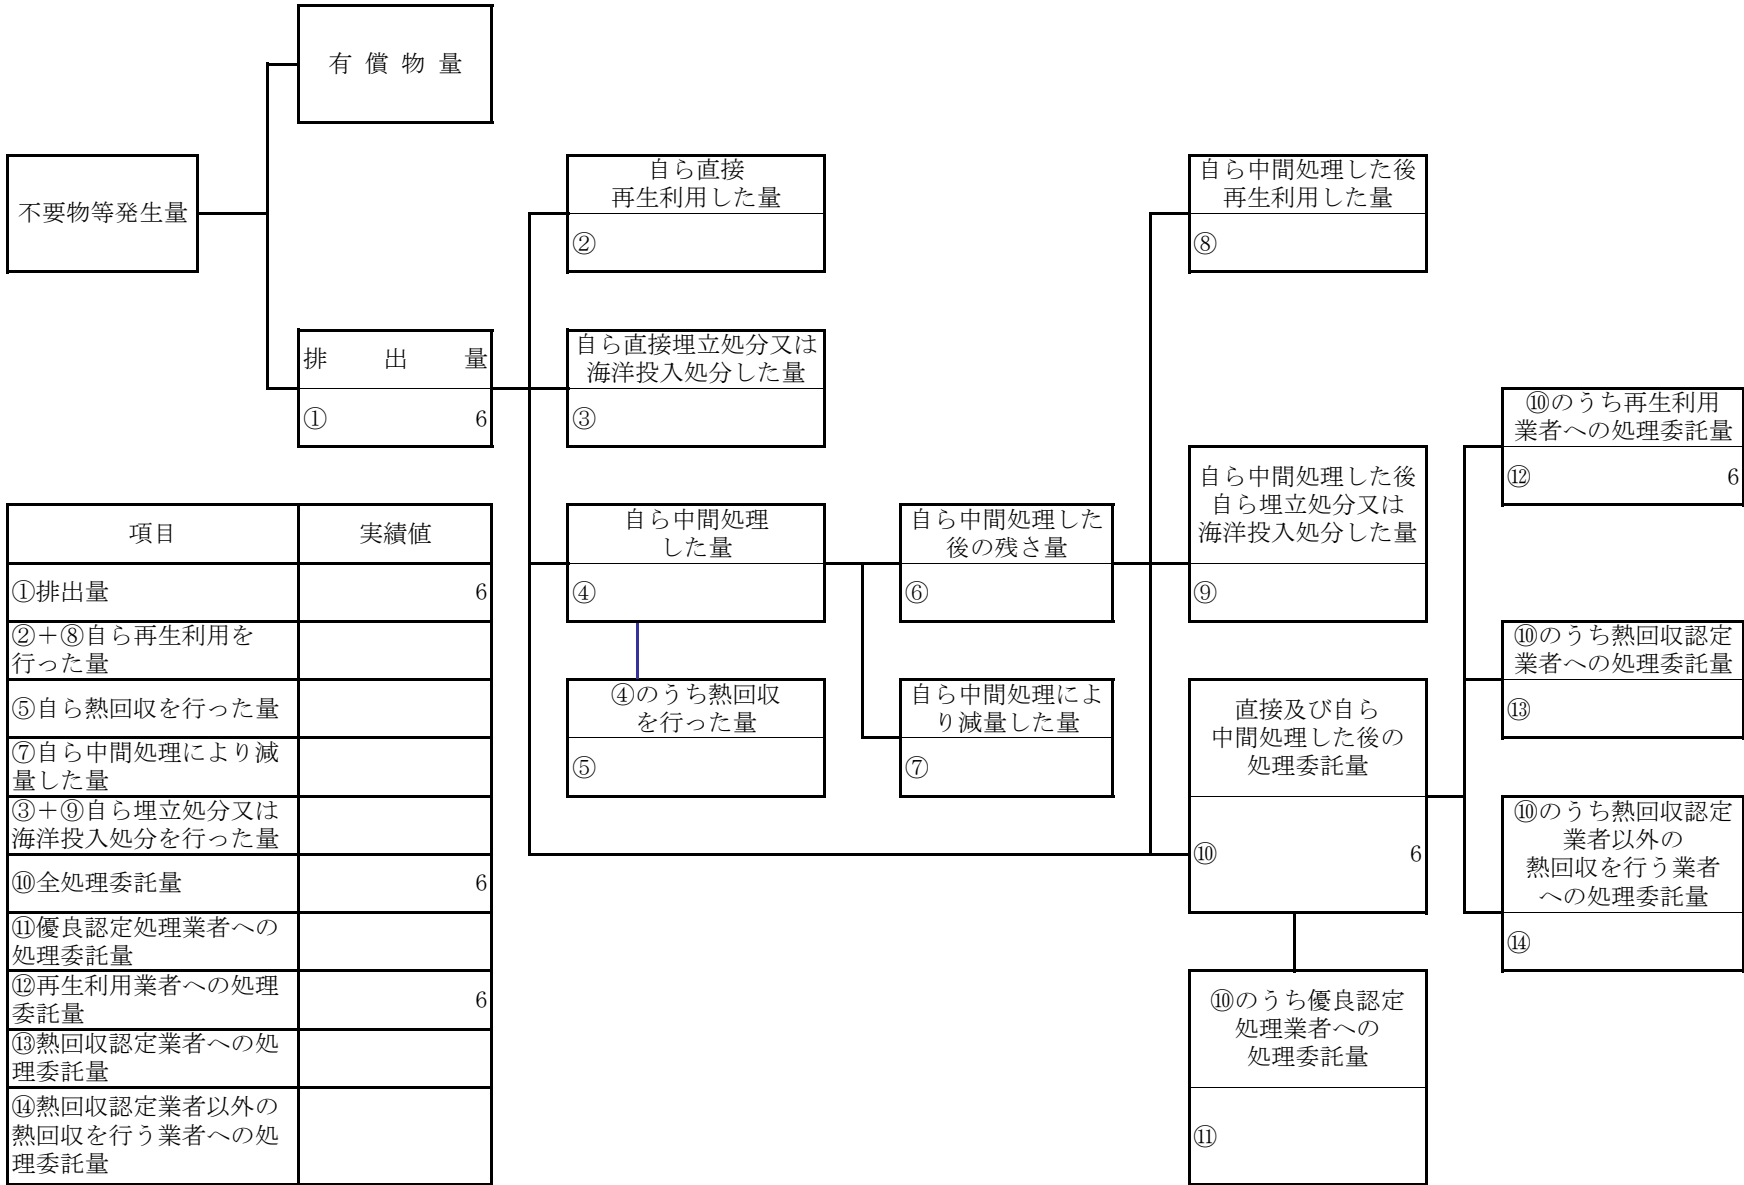 有償物量
不要物等発生量
自ら直接
再生利用した量
②
自ら中間処理した後
再生利用した量
⑧
排出量
① 6
自ら直接埋立処分又は
海洋投入処分した量
③
⑩のうち再生利用
業者への処理委託量
⑫ 6
自ら中間処理した後
自ら埋立処分又は
海洋投入処分した量
⑨
自ら中間処理
した量
④
自ら中間処理した
後の残さ量
⑥
⑩のうち熱回収認定
業者への処理委託量
⑬
④のうち熱回収
を行った量
⑤
自ら中間処理によ
り減量した量
⑦
直接及び自ら
中間処理した後の
処理委託量
⑩ 6
⑩のうち熱回収認定
業者以外の
熱回収を行う業者
への処理委託量
⑭
⑩のうち優良認定
処理業者への
処理委託量
⑪
項目 実績値
①排出量 6
②+⑧自ら再生利用を
行った量
⑤自ら熱回収を行った量
⑦自ら中間処理により減
量した量
③+⑨自ら埋立処分又は
海洋投入処分を行った量
⑩全処理委託量 6
⑪優良認定処理業者への
処理委託量
⑫再生利用業者への処理
委託量 6
⑬熱回収認定業者への処
理委託量
⑭熱回収認定業者以外の
熱回収を行う業者への処
理委託量